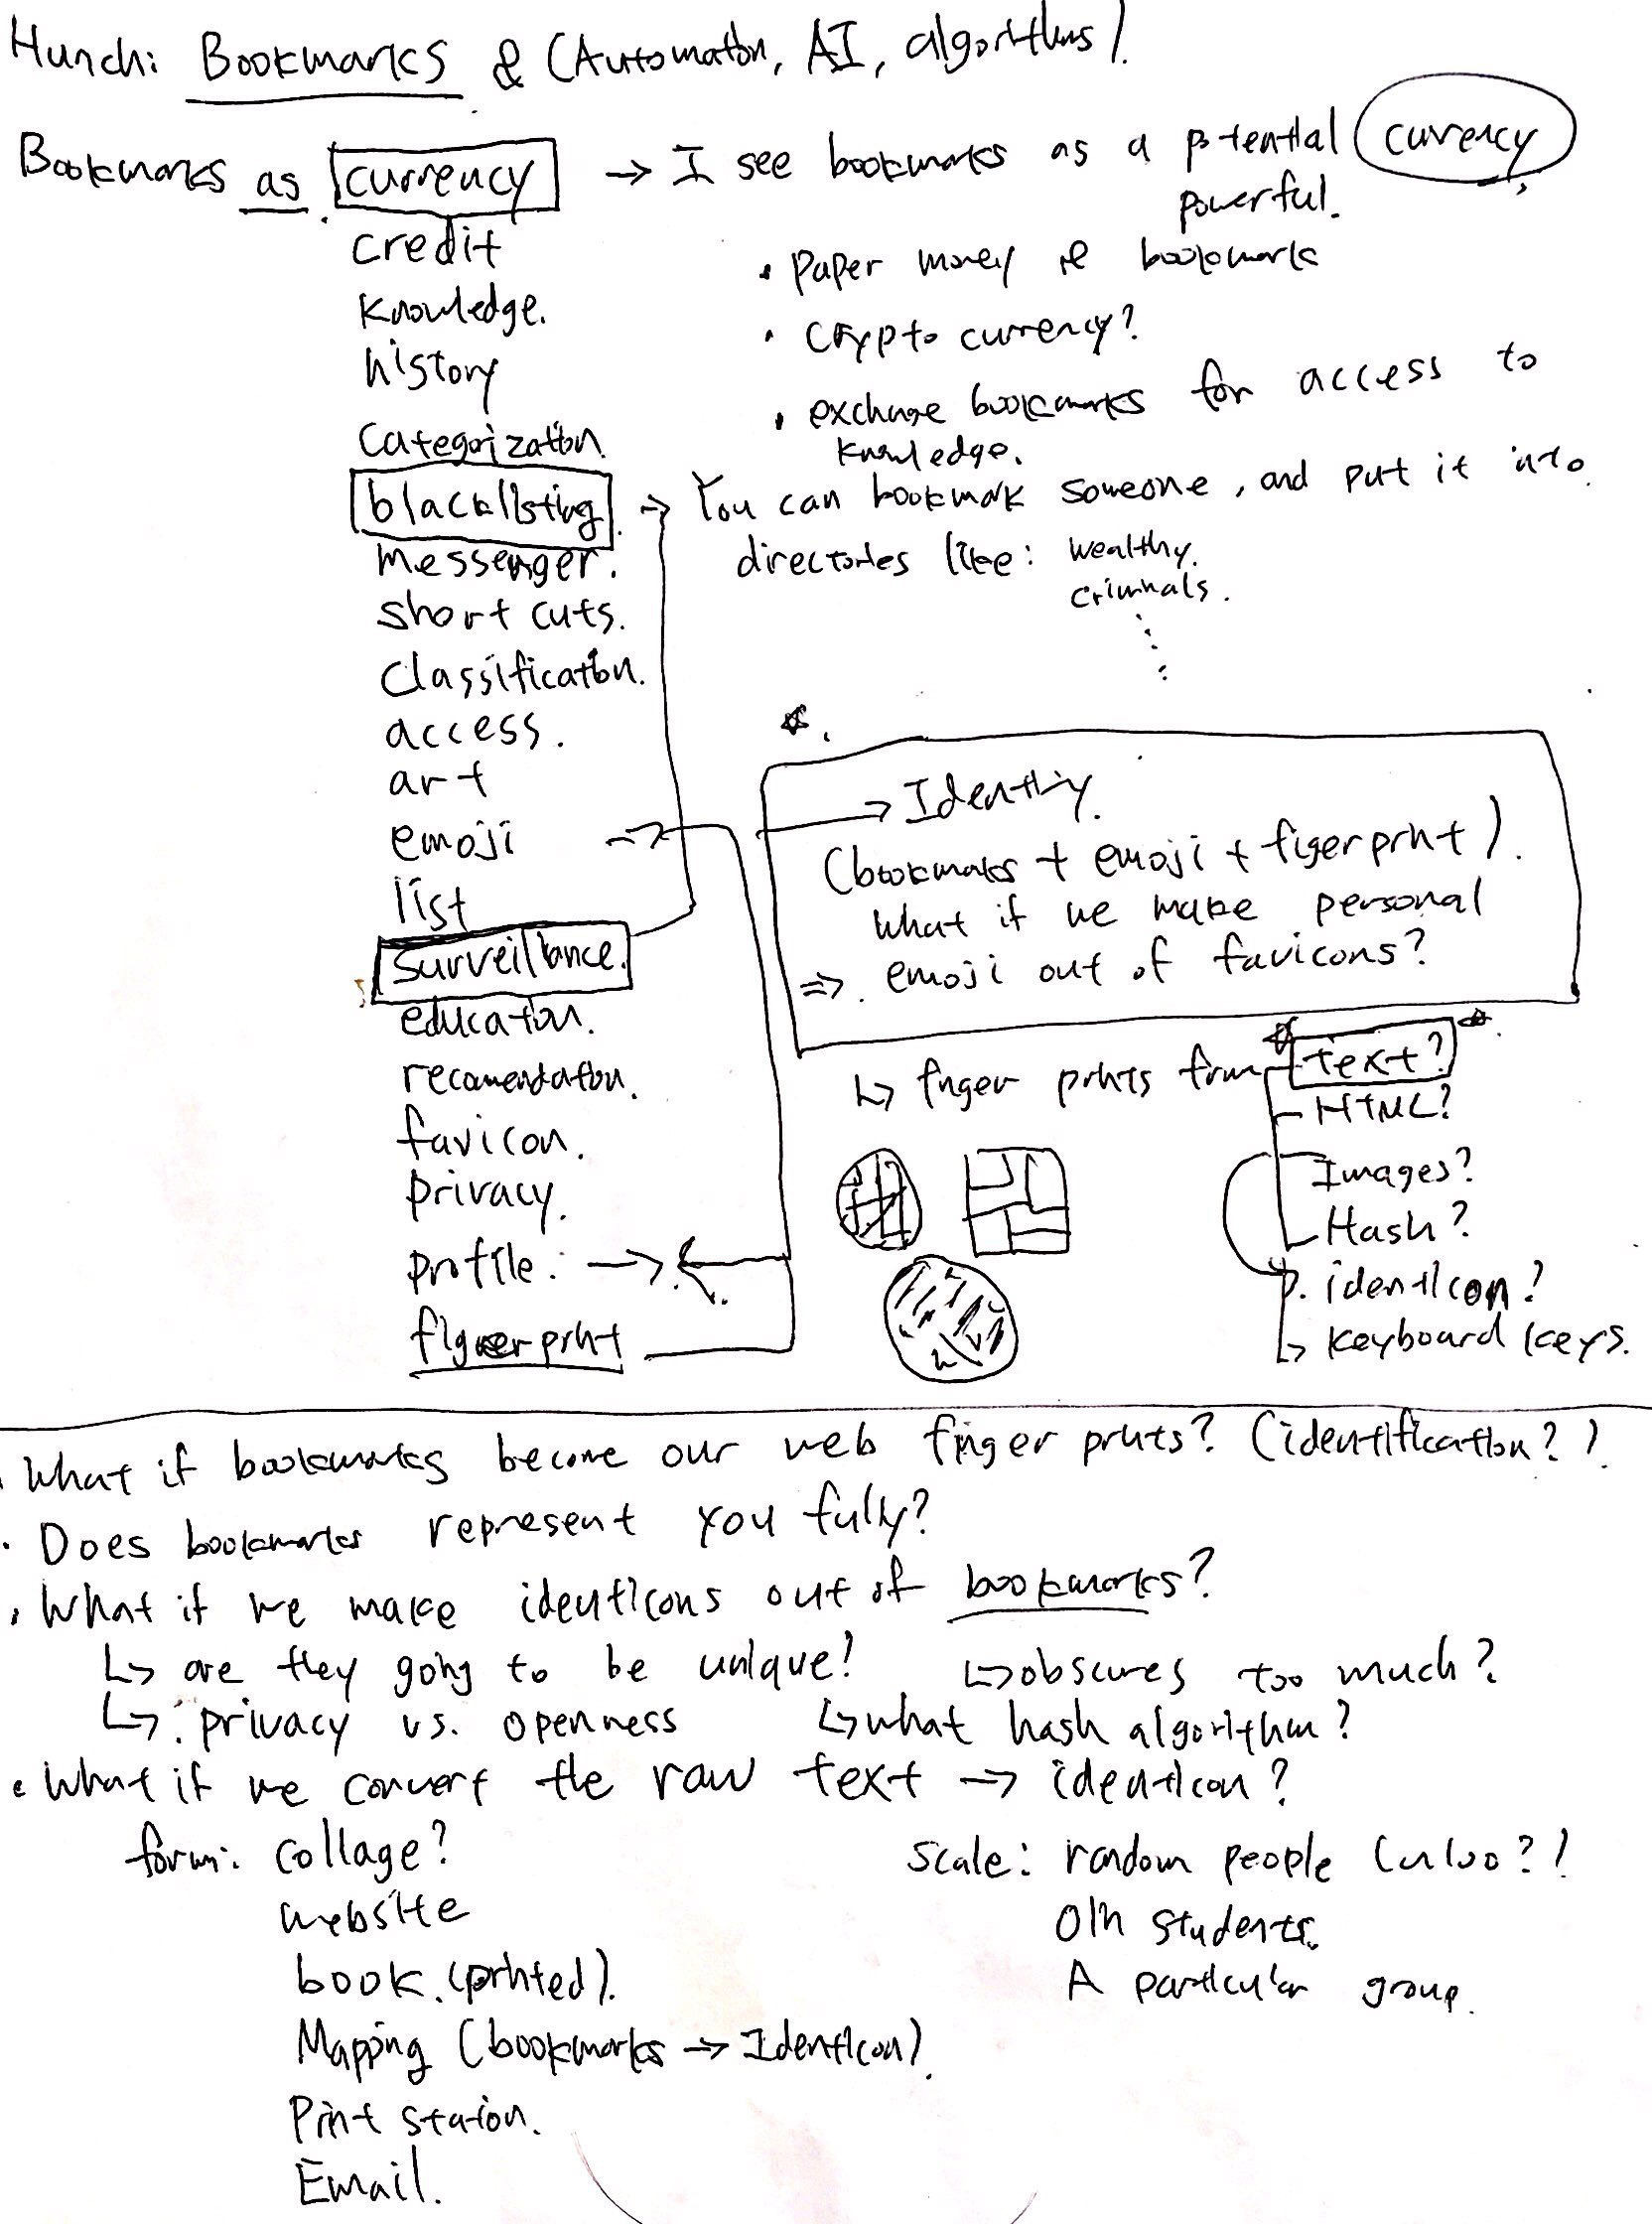 Hunch: Bookmarks & (Automation, AI, algorithms).
Bookmarks as currency → I see bookmarks as a potential currency,
powerful.
credit
• paper money & bookmark
knowledge.
• Crypto currency?
history
• exchange bookmarks for access to
knowledge.
categorization.
blacklisting → You can bookmark someone, and put it into
directories like: wealthy.
criminals.
messenger.
short cuts.
classification.
access.
art
emoji →
list
surveillance.
education.
recomendation.
favicon.
privacy.
profile. →
figerprint
→ Identity.
(bookmarks + emoji + figerprint).
What if we make personal
⇒ emoji out of favicons?
↳ finger prints from text?
HTML?
Images?
Hash?
identicon?
↳ keyboard keys.
What if bookmarks become our web finger prints? (identification?).
• Does bookmarks represent you fully?
• What if we make identicons out of bookmarks?
↳ are they going to be unique? ↳ obscures too much?
↳ privacy vs. openness ↳ what hash algorithm?
• What if we convert the raw text → identicon?
form: collage?
website
book. (printed).
Mapping (bookmarks → Identicon).
Print station.
Email.
Scale: random people (n100?)
Olin students.
A particular group.